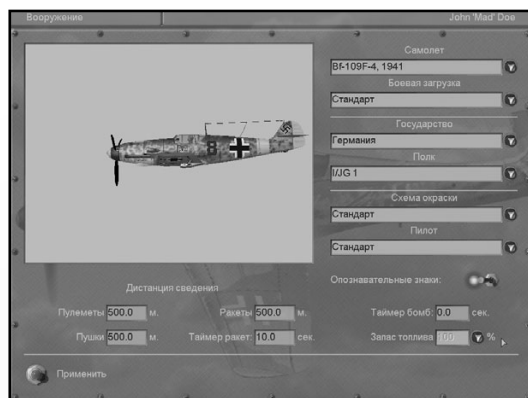 Вооружение John 'Mad' Doe
Самолет
Bf-109F-4, 1941
Боевая загрузка
Стандарт
Государство
Германия
Полк
I/JG 1
Схема окраски
Стандарт
Пилот
Стандарт
Опознавательные знаки:
Дистанция сведения
Пулеметы 500.0 м. Ракеты 500.0 м. Таймер бомб: 0.0 сек.
Пушки 500.0 м. Таймер ракет: 10.0 сек. Запас топлива 100 %
Применить